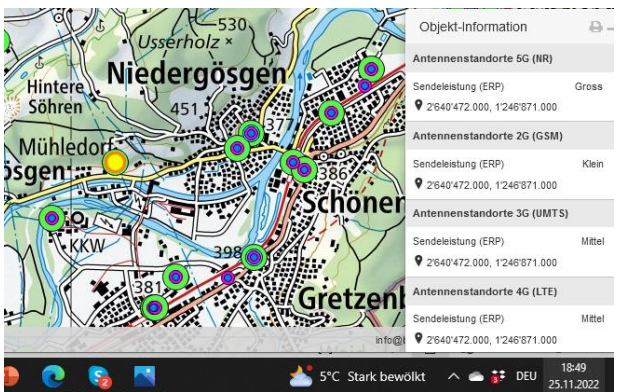 530
Usserholz
Niedergösgen
Hintere
Söhren
451
377
Mühledorf
ösgen
386
Schönen
KKW
398
381
Gretzenb
info@b
Objekt-Information
Antennenstandorte 5G (NR)
Sendeleistung (ERP) Gross
2'640'472.000, 1'246'871.000
Antennenstandorte 2G (GSM)
Sendeleistung (ERP) Klein
2'640'472.000, 1'246'871.000
Antennenstandorte 3G (UMTS)
Sendeleistung (ERP) Mittel
2'640'472.000, 1'246'871.000
Antennenstandorte 4G (LTE)
Sendeleistung (ERP) Mittel
2'640'472.000, 1'246'871.000
5°C Stark bewölkt DEU 18:49
25.11.2022